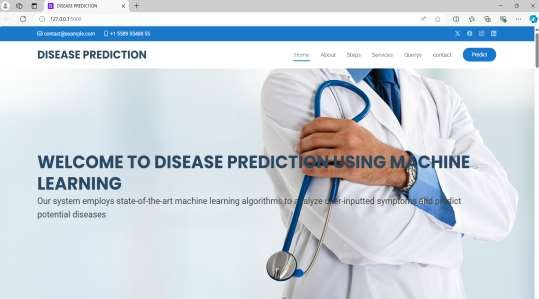 DISEASE PREDICTION
127.0.0.1:5000
contact@example.com +1 5589 55488 55
DISEASE PREDICTION
Home About Steps Services Querys contact Predict
WELCOME TO DISEASE PREDICTION USING MACHINE
LEARNING
Our system employs state-of-the-art machine learning algorithms to analyze user-inputted symptoms and predict
potential diseases